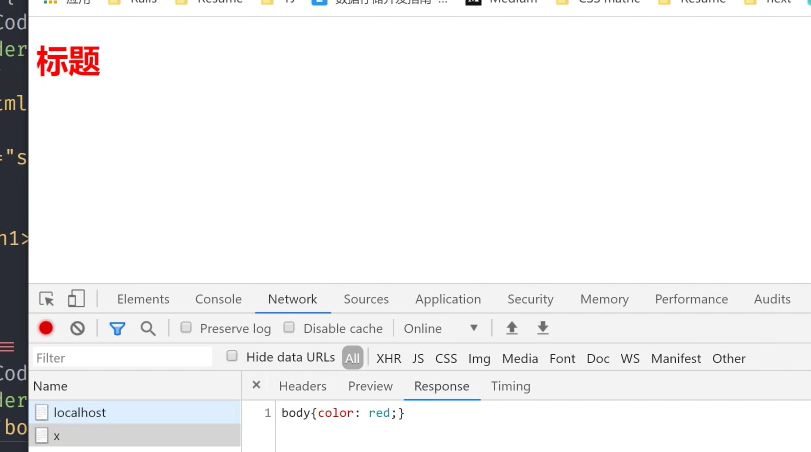 应用 Rails Resume Ts 数据存储开发指南 -... Medium CSS mathc Resume next
Cod
der
标题
tml
="s
h1>
Elements Console Network Sources Application Security Memory Performance Audits
Preserve log Disable cache Online
Filter Hide data URLs All XHR JS CSS Img Media Font Doc WS Manifest Other
Cod
Name Headers Preview Response Timing
der
localhost 1 body{color: red;}
bo
x